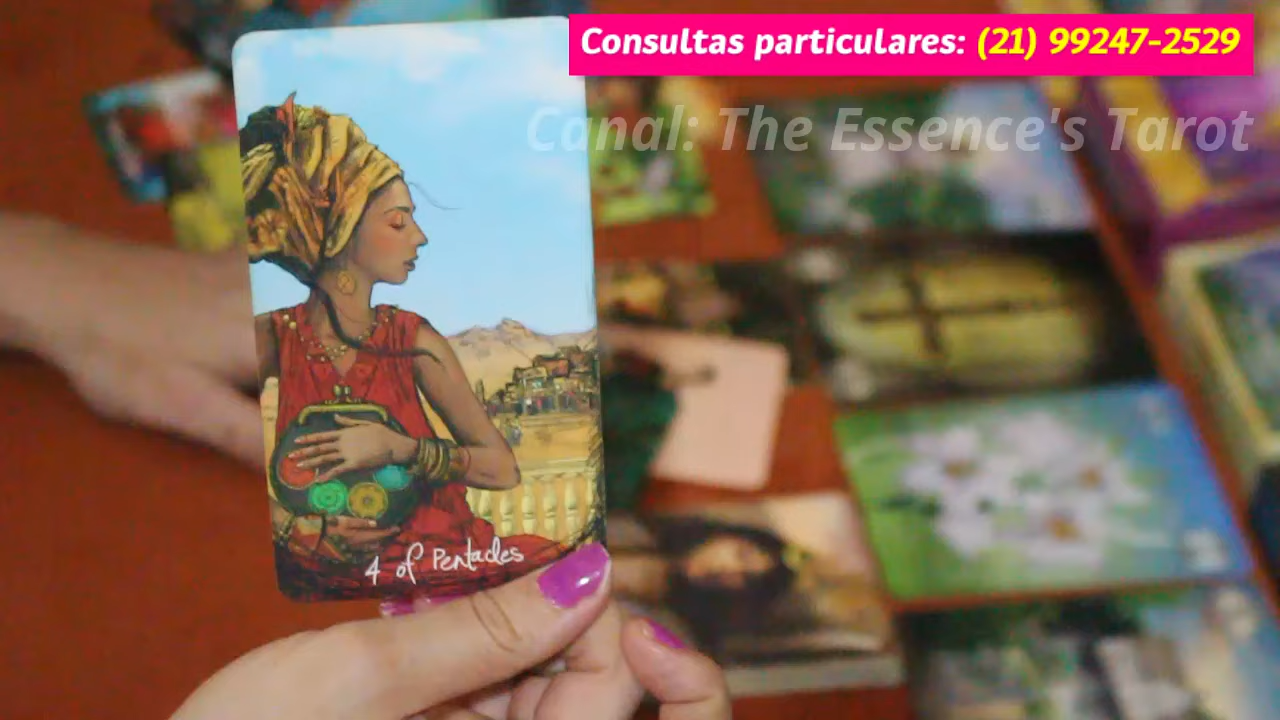 Consultas particulares: (21) 99247-2529
Canal: The Essence's Tarot
4 of Pentacles